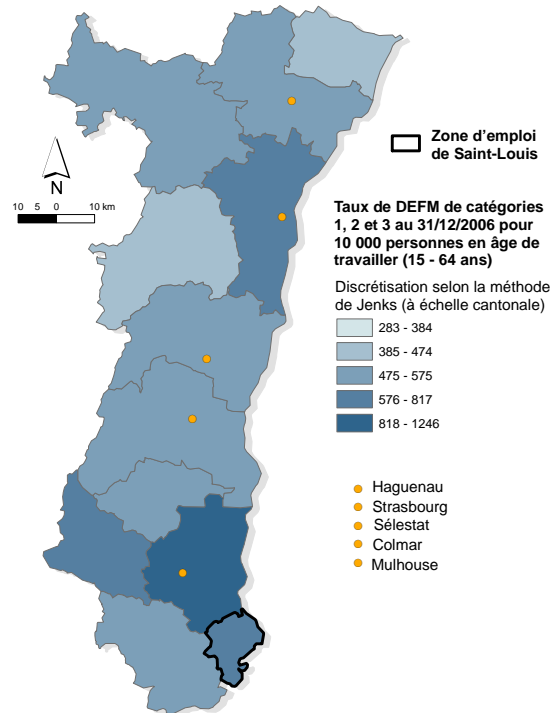 Zone d'emploi
de Saint-Louis
N
10 5 0 10 km
Taux de DEFM de catégories
1, 2 et 3 au 31/12/2006 pour
10 000 personnes en âge de
travailler (15 - 64 ans)
Discrétisation selon la méthode
de Jenks (à échelle cantonale)
283 - 384
385 - 474
475 - 575
576 - 817
818 - 1246
Haguenau
Strasbourg
Sélestat
Colmar
Mulhouse